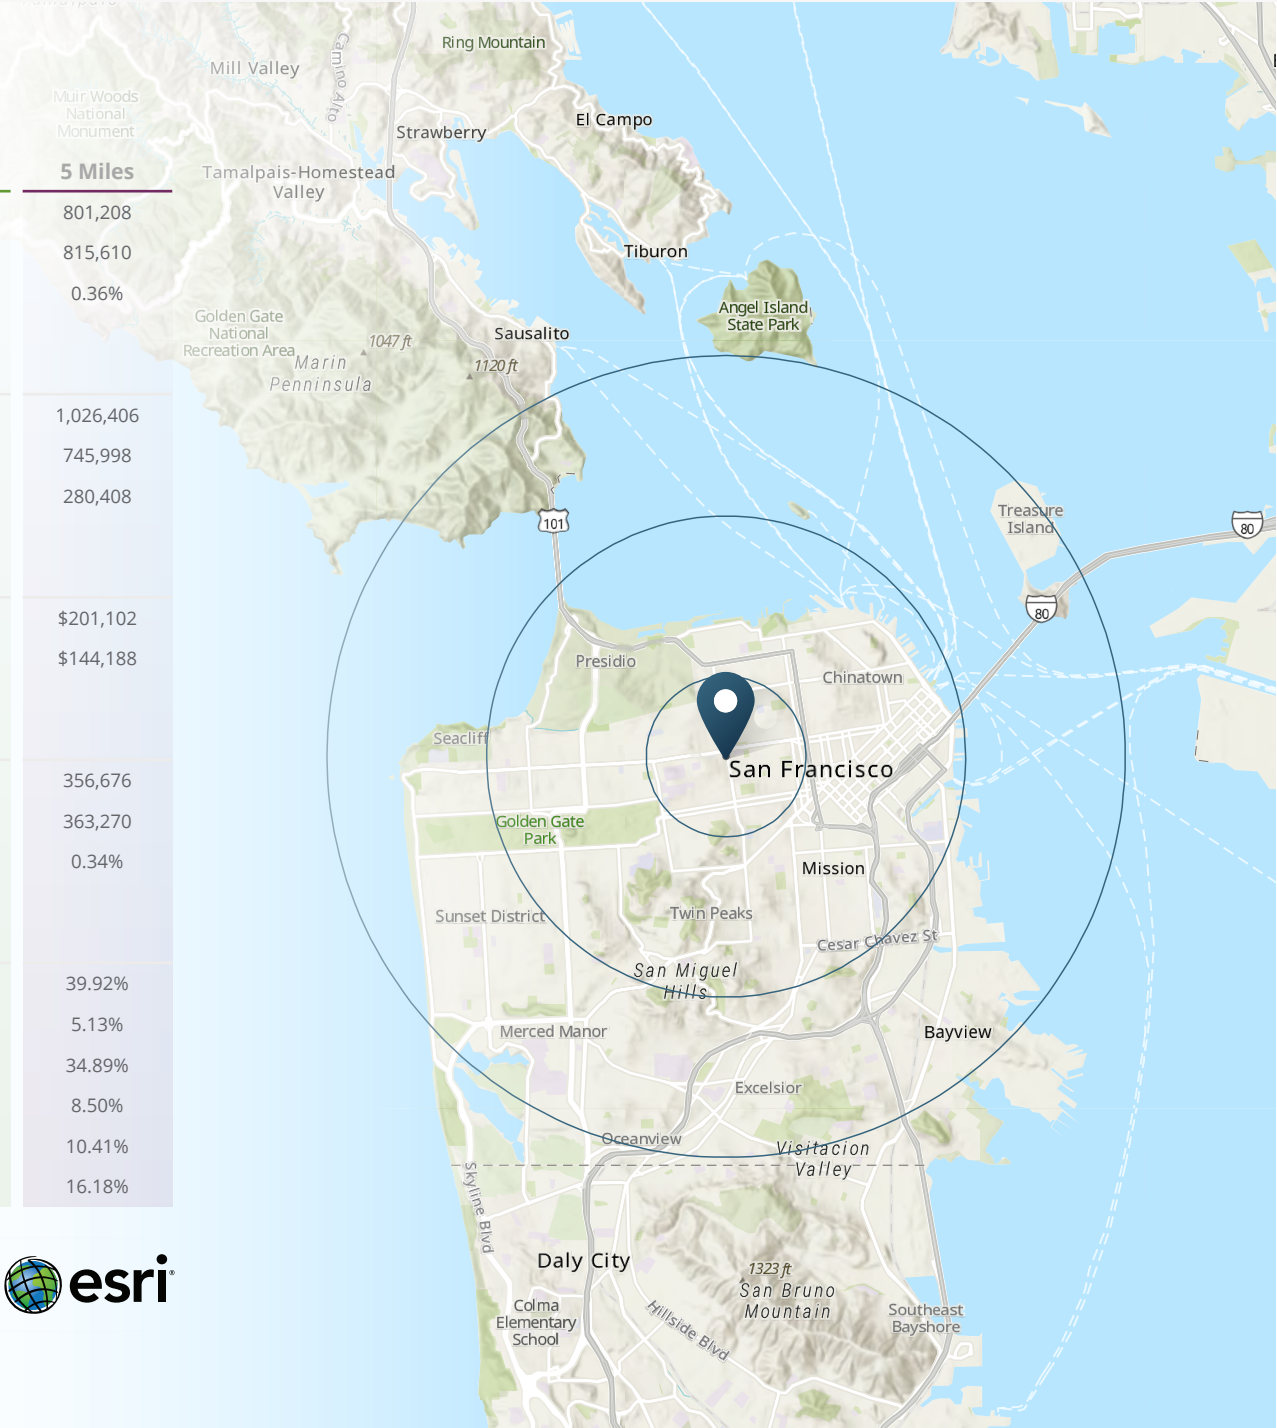 Ring Mountain
Mill Valley
Camino Alto
Muir Woods
National
Monument
El Campo
Strawberry
5 Miles
Tamalpais-Homestead
Valley
801,208
815,610
0.36%
Tiburon
Angel Island
State Park
Golden Gate
National
Recreation Area
1047 ft
Sausalito
Marin
Penninsula
1120 ft
1,026,406
745,998
280,408
101
Treasure
Island
80
80
$201,102
$144,188
Presidio
Chinatown
Seacliff
San Francisco
356,676
363,270
0.34%
Golden Gate
Park
Mission
Sunset District
Twin Peaks
Cesar Chavez St
San Miguel
Hills
39.92%
5.13%
34.89%
8.50%
10.41%
16.18%
Merced Manor
Bayview
Excelsior
Oceanview
Visitacion
Valley
Skyline Blvd
esri®
Daly City
1323 ft
San Bruno
Mountain
Colma
Elementary
School
Hillside Blvd
Southeast
Bayshore